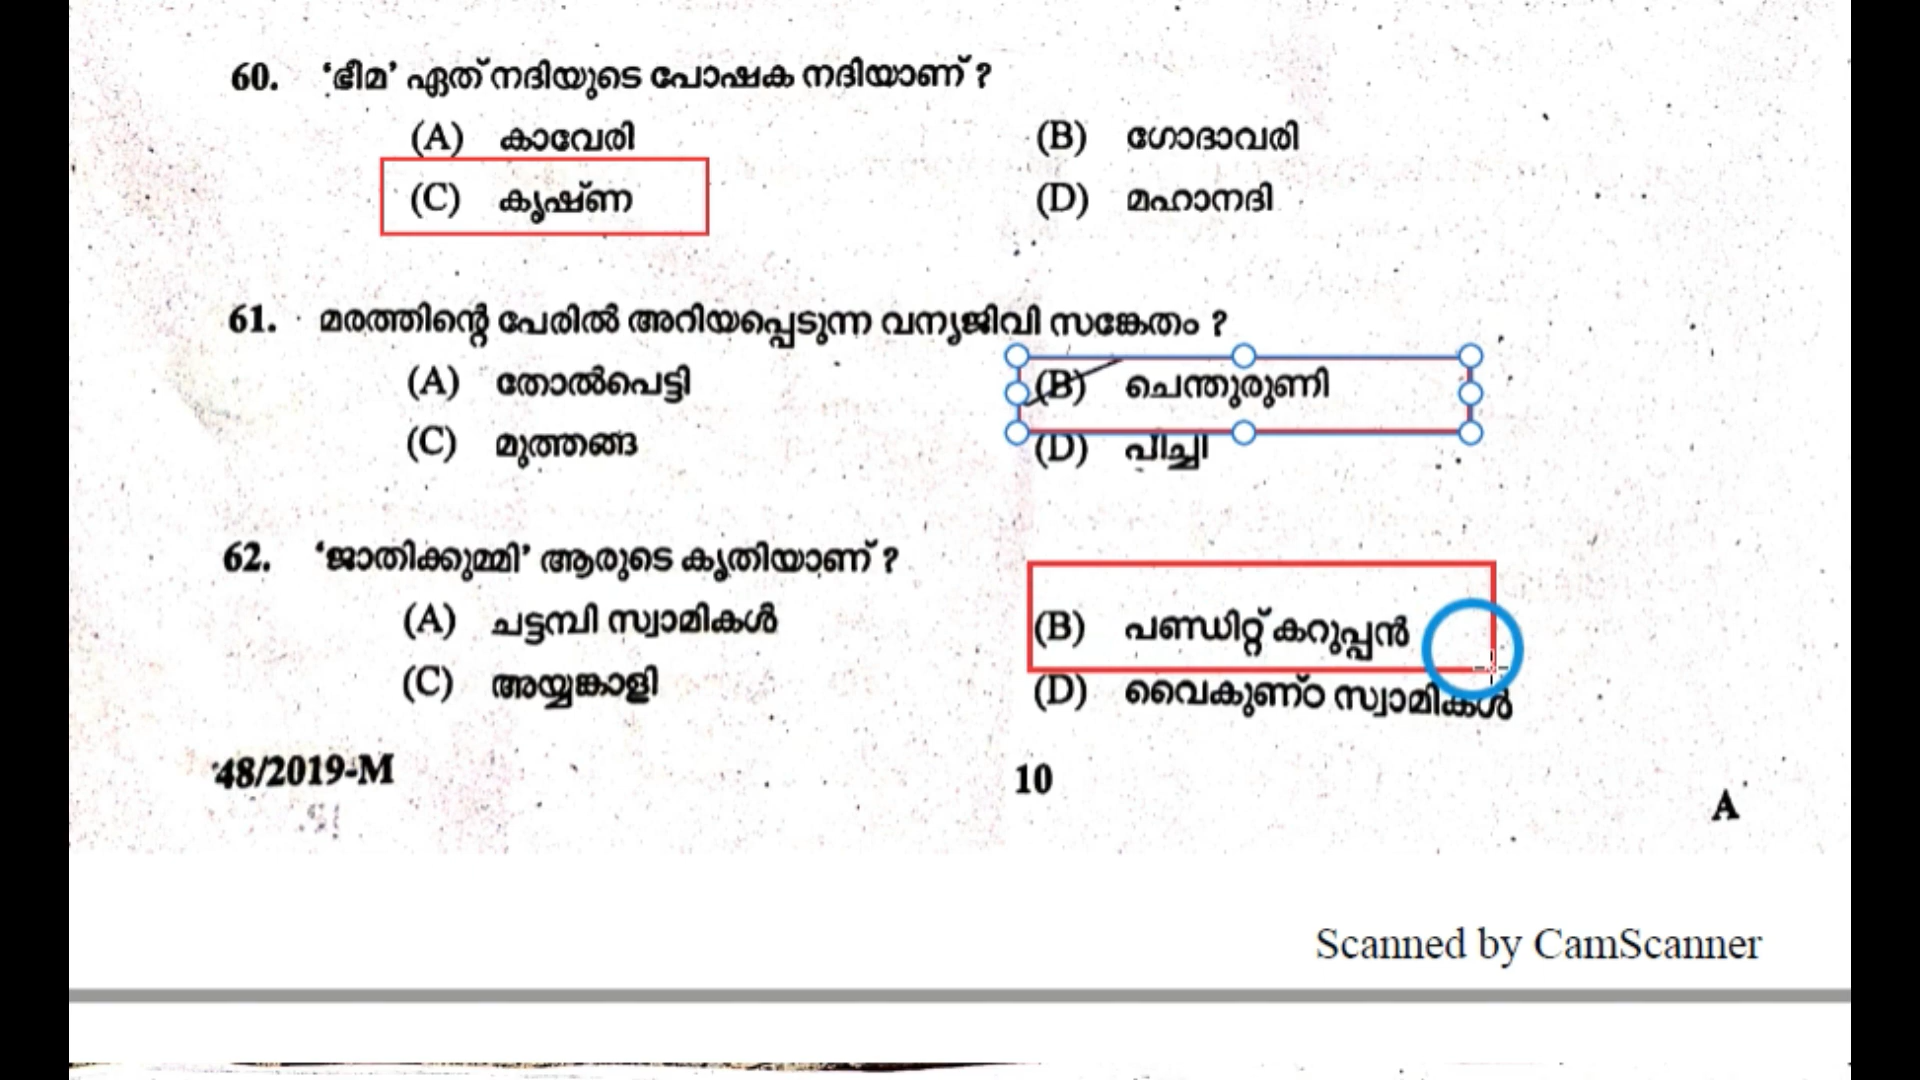 60. ‘ഭീമ’ ഏത് നദിയുടെ പോഷക നദിയാണ് ?
(A) കാവേരി (B) ഗോദാവരി
(C) കൃഷ്ണ (D) മഹാനദി
61. മരത്തിന്റെ പേരിൽ അറിയപ്പെടുന്ന വന്യജീവി സങ്കേതം ?
(A) തോൽപെട്ടി (B) ചെന്തുരുണി
(C) മുത്തങ്ങ (D) പീച്ചി
62. ‘ജാതിക്കുമ്മി’ ആരുടെ കൃതിയാണ് ?
(A) ചട്ടമ്പി സ്വാമികൾ (B) പണ്ഡിറ്റ് കറുപ്പൻ
(C) അയ്യങ്കാളി (D) വൈകുണ്ഠ സ്വാമികൾ
48/2019-M 10 A
Scanned by CamScanner